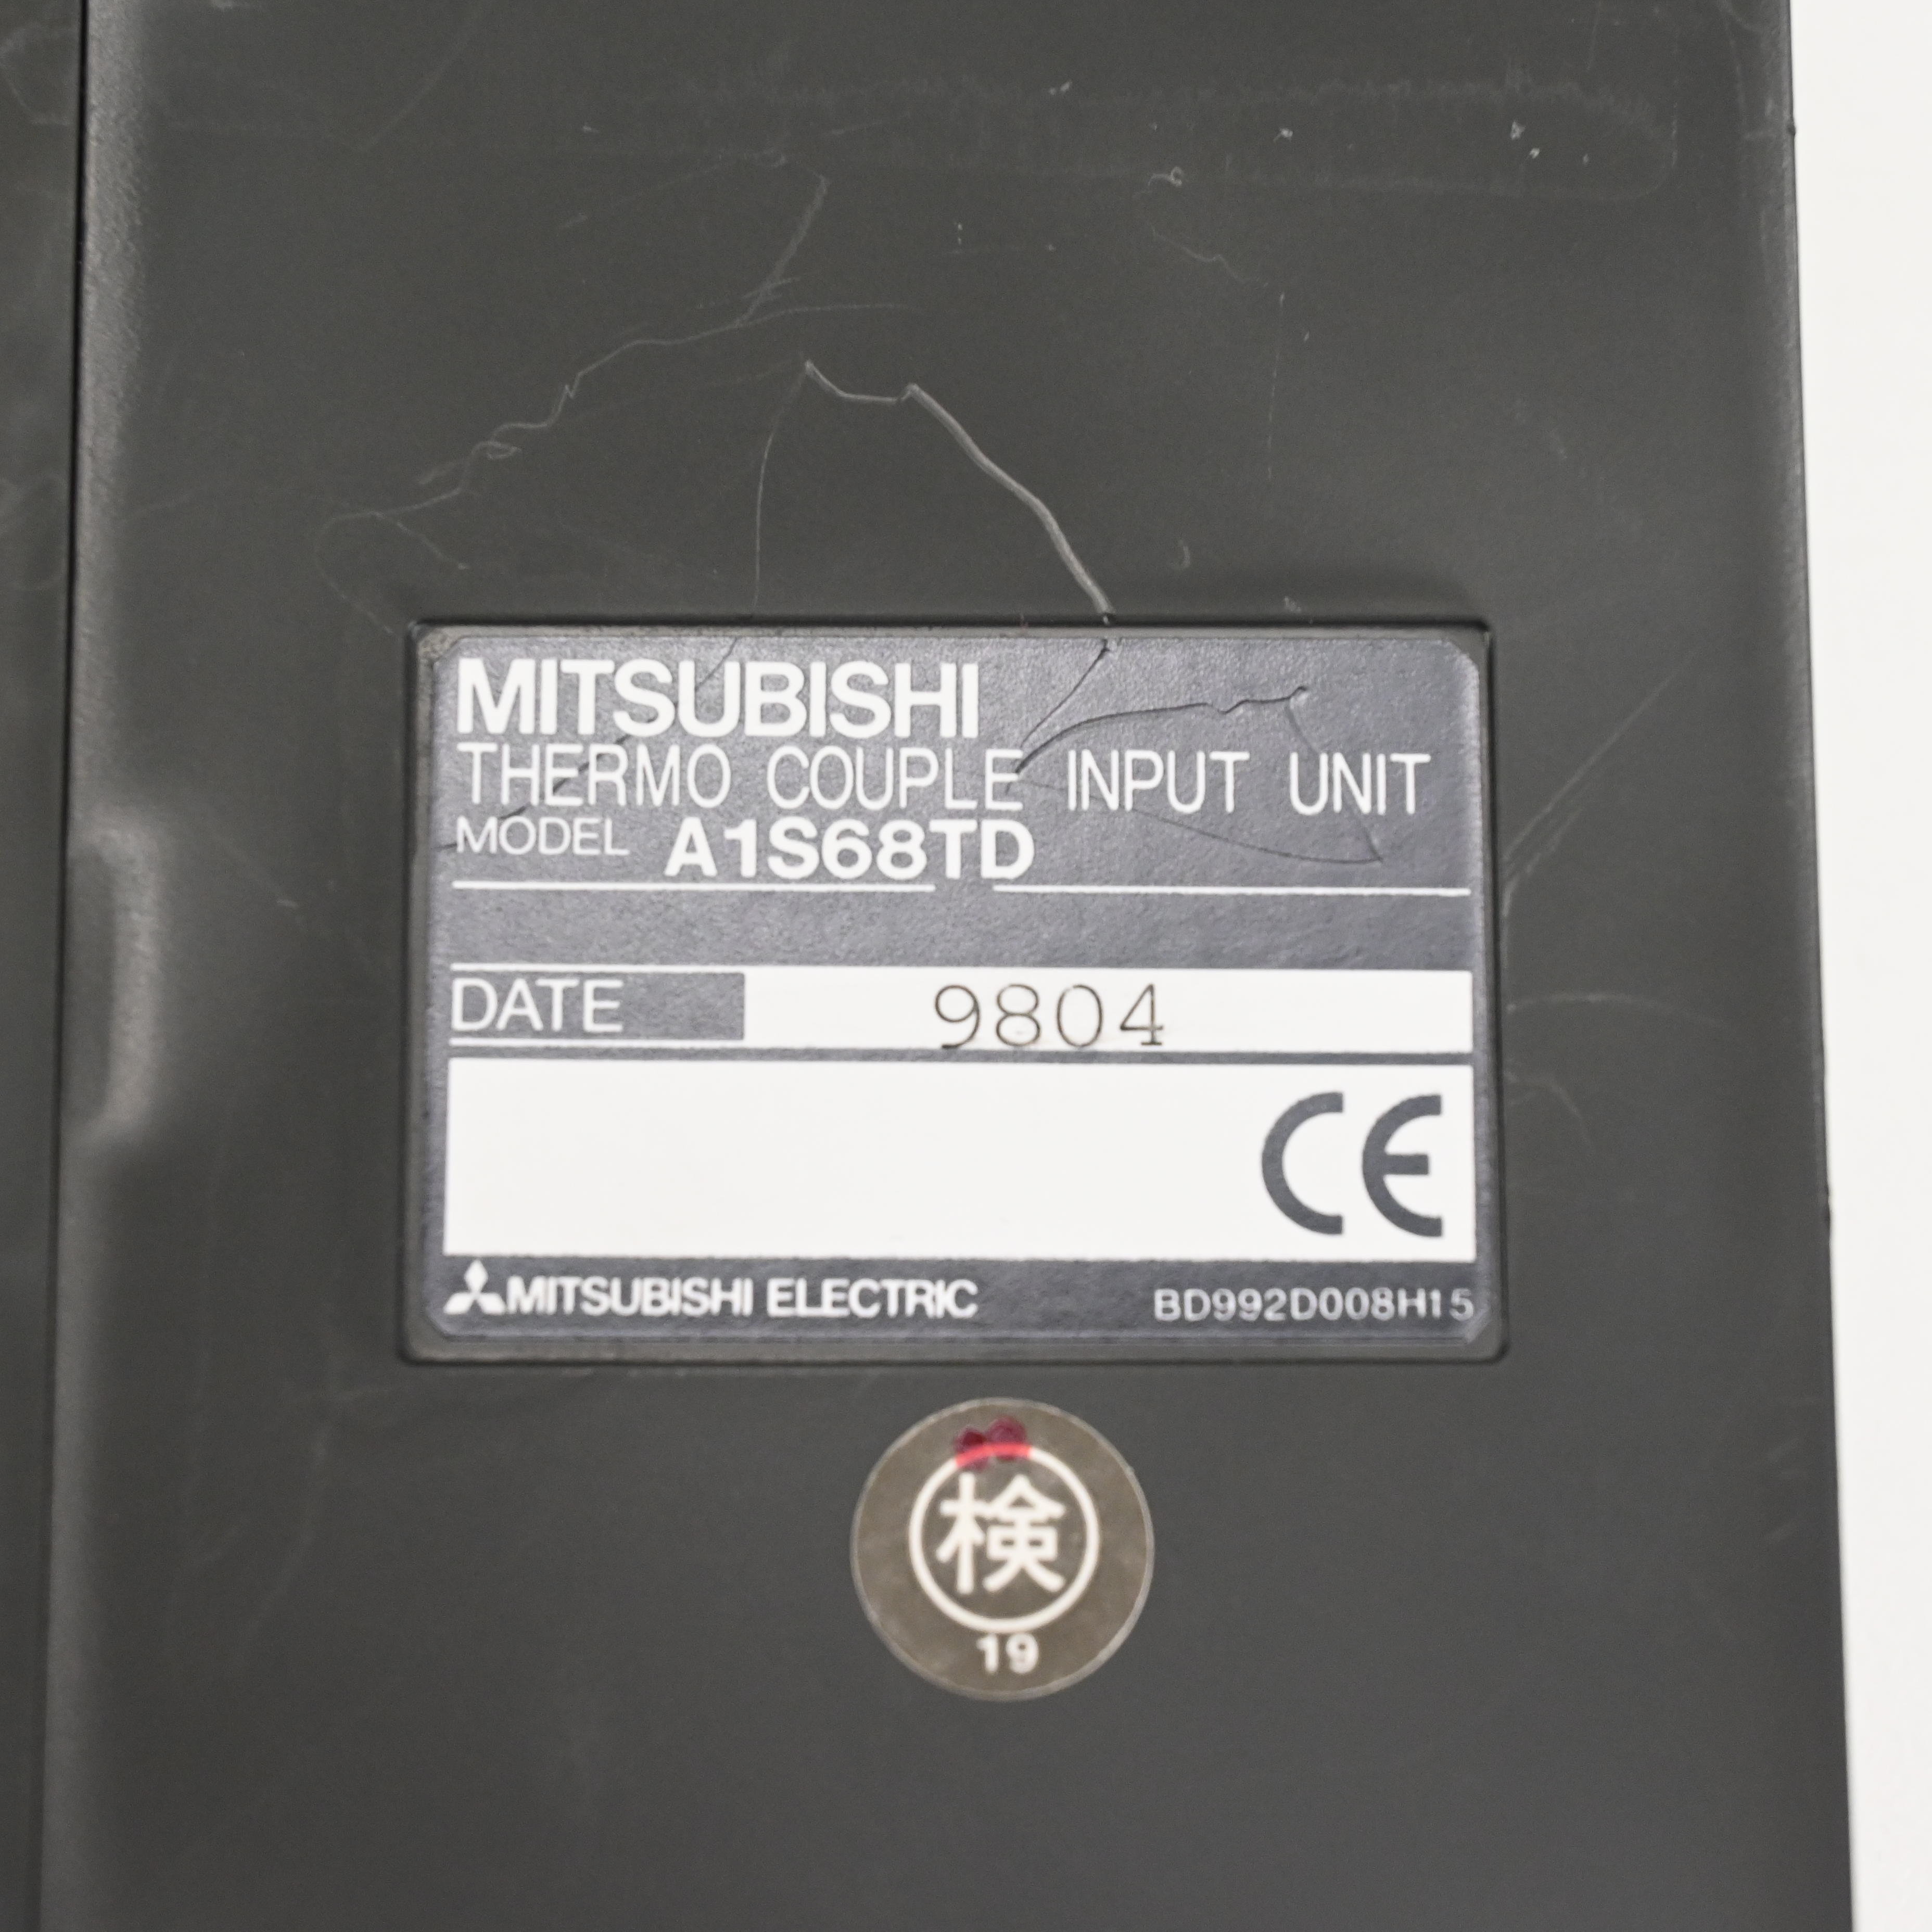 MITSUBISHI
THERMO COUPLE INPUT UNIT
MODEL A1S68TD
DATE 9804
CE
MITSUBISHI ELECTRIC BD992D008H15
検
19